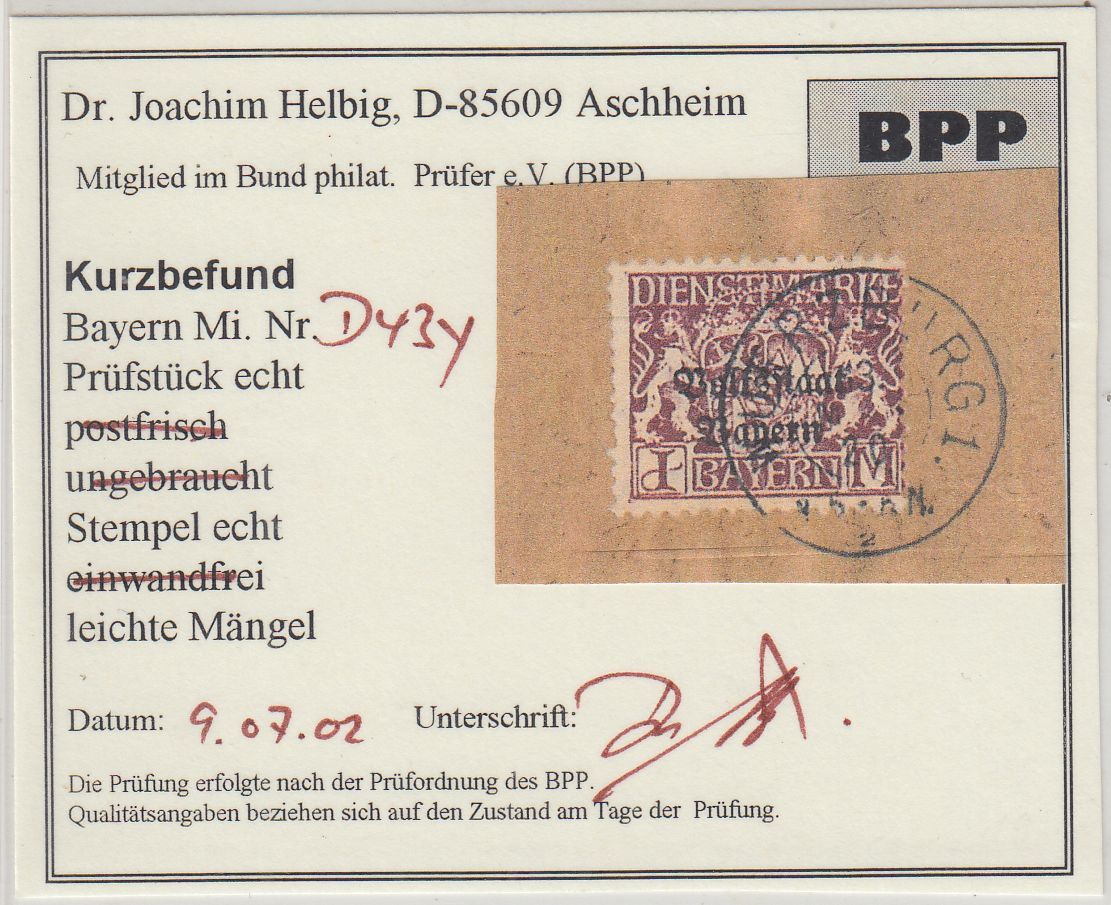 Dr. Joachim Helbig, D-85609 Aschheim
BPP
Mitglied im Bund philat. Prüfer e.V. (BPP)
Kurzbefund
Bayern Mi. Nr. D43y
Prüfstück echt
postfrisch
ungebraucht
Stempel echt
einwandfrei
leichte Mängel
DIENSTMARKE
Volksstaat
Bayern
1 BAYERN M
Datum: 9.07.02 Unterschrift:
Die Prüfung erfolgte nach der Prüfordnung des BPP.
Qualitätsangaben beziehen sich auf den Zustand am Tage der Prüfung.